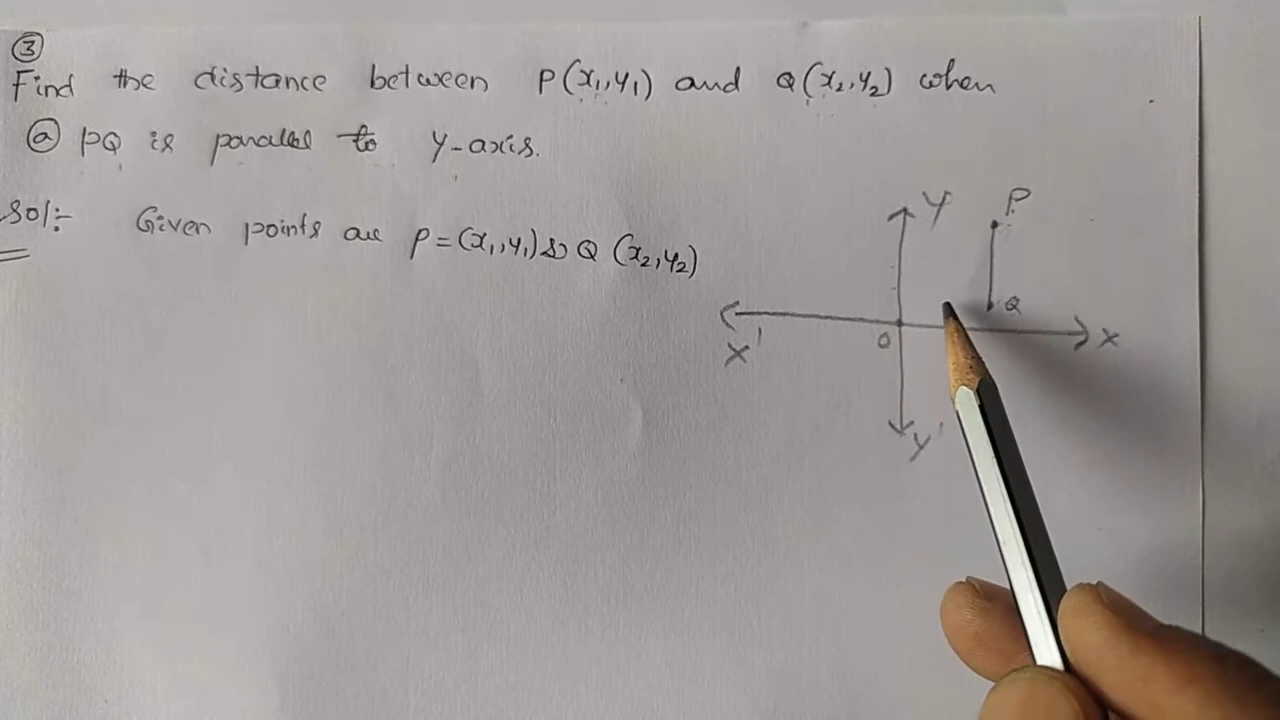 ③
Find the distance between P(x₁,y₁) and Q(x₂,y₂) when
ⓐ PQ is parallel to Y-axis.
Sol:- Given points are P=(x₁,y₁) & Q (x₂,y₂)
Y
P
Q
X'
O
X
Y'